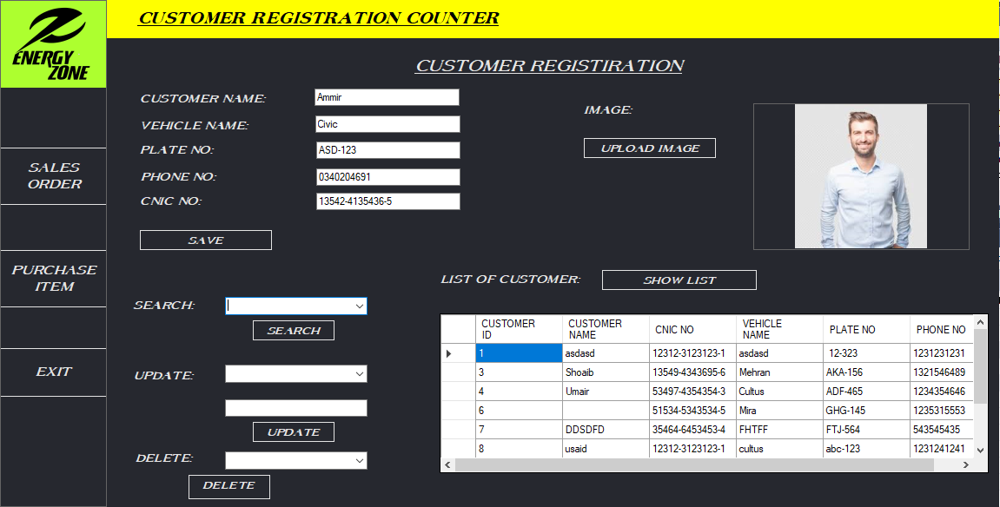 ENERGY
ZONE
CUSTOMER REGISTRATION COUNTER
CUSTOMER REGISTIRATION
CUSTOMER NAME: Ammir
VEHICLE NAME: Civic
PLATE NO: ASD-123
PHONE NO: 0340204691
CNIC NO: 13542-4135436-5
SAVE
IMAGE:
UPLOAD IMAGE
SALES
ORDER
PURCHASE
ITEM
EXIT
SEARCH:
SEARCH
UPDATE:
UPDATE
DELETE:
DELETE
LIST OF CUSTOMER: SHOW LIST
CUSTOMER ID CUSTOMER NAME CNIC NO VEHICLE NAME PLATE NO PHONE NO
1 asdasd 12312-3123123-1 asdasd 12-323 1231231231
3 Shoaib 13549-4343695-6 Mehran AKA-156 1321546489
4 Umair 53497-4354354-3 Cultus ADF-465 1234354646
6 51534-5343534-5 Mira GHG-145 1235315553
7 DDSDFD 35464-6453453-4 FHTFF FTJ-564 543545435
8 usaid 12312-3123123-1 cultus abc-123 1231241241